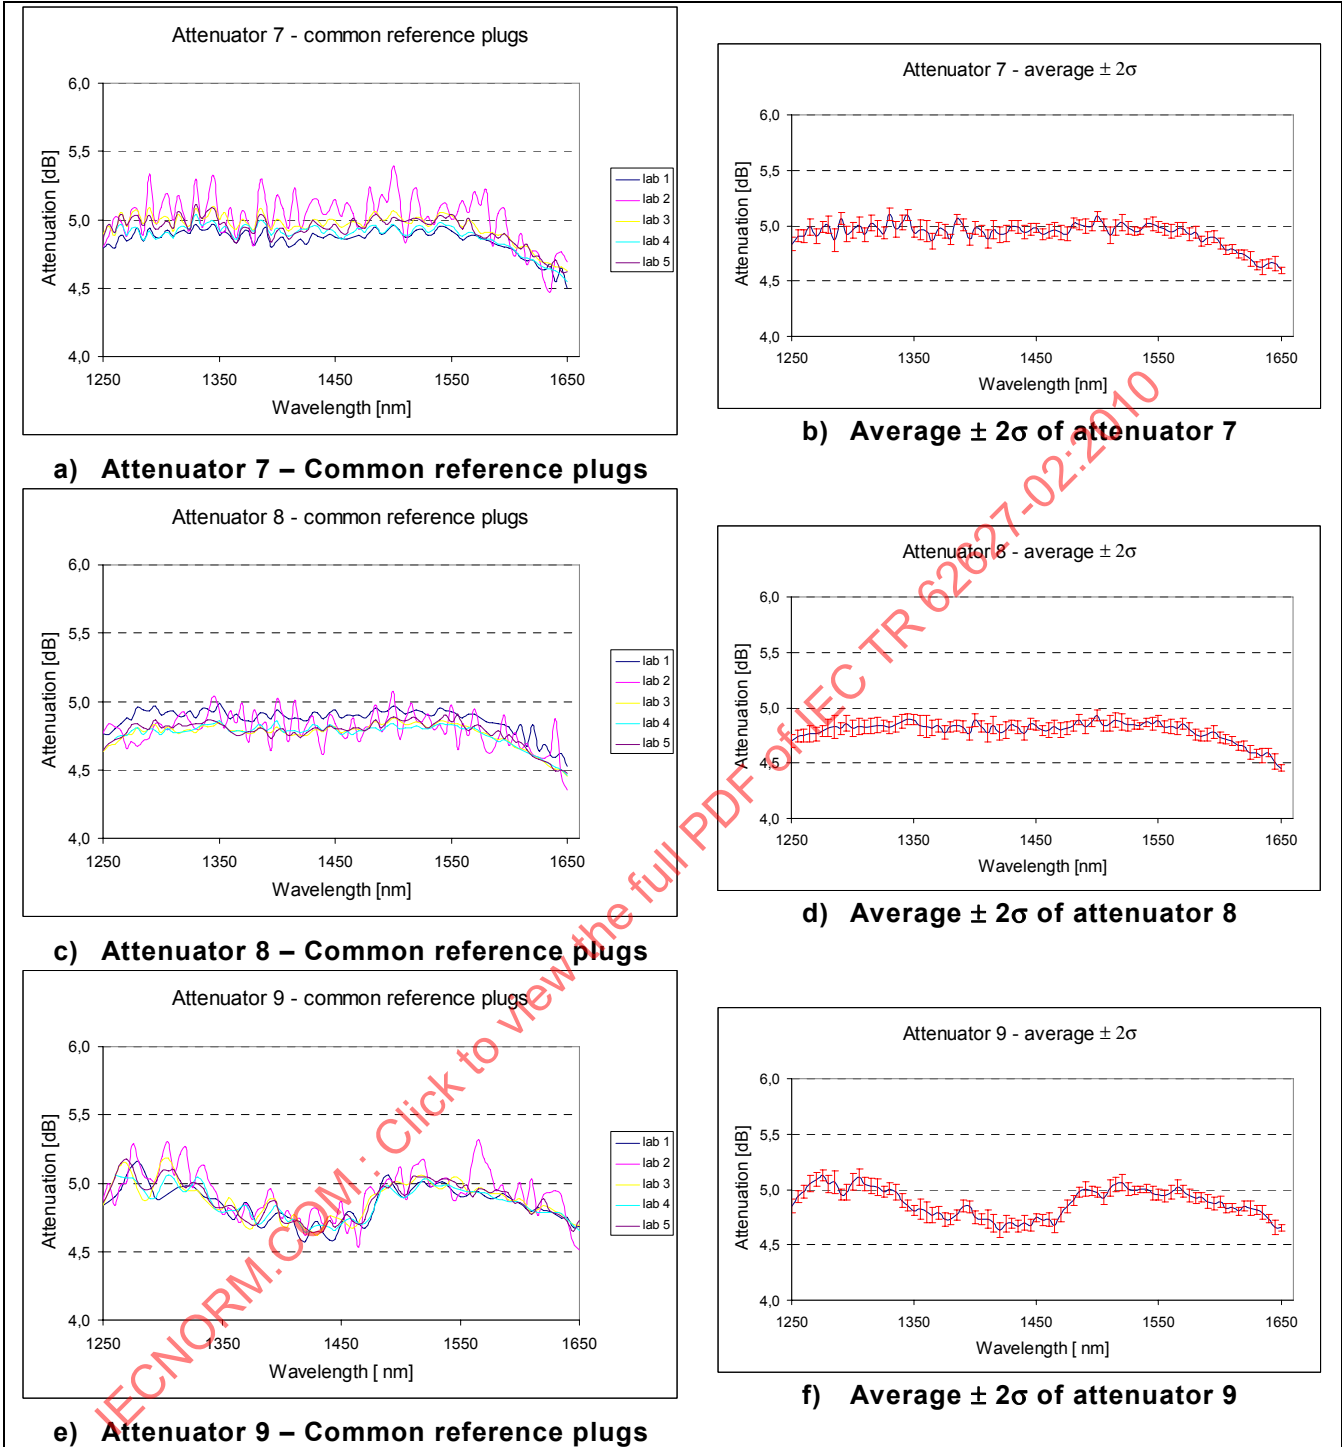 Attenuator 7 - common reference plugs
6,0
5,5
5,0
4,5
4,0
Attenuation [dB]
1250 1350 1450 1550 1650
Wavelength [nm]
lab 1
lab 2
lab 3
lab 4
lab 5
a) Attenuator 7 – Common reference plugs
Attenuator 7 - average ± 2σ
6,0
5,5
5,0
4,5
4,0
Attenuation [dB]
1250 1350 1450 1550 1650
Wavelength [nm]
b) Average ± 2σ of attenuator 7
Attenuator 8 - common reference plugs
6,0
5,5
5,0
4,5
4,0
Attenuation [dB]
1250 1350 1450 1550 1650
Wavelength [nm]
lab 1
lab 2
lab 3
lab 4
lab 5
c) Attenuator 8 – Common reference plugs
Attenuator 8 - average ± 2σ
6,0
5,5
5,0
4,5
4,0
Attenuation [dB]
1250 1350 1450 1550 1650
Wavelength [nm]
d) Average ± 2σ of attenuator 8
Attenuator 9 - common reference plugs
6,0
5,5
5,0
4,5
4,0
Attenuation [dB]
1250 1350 1450 1550 1650
Wavelength [ nm]
lab 1
lab 2
lab 3
lab 4
lab 5
e) Attenuator 9 – Common reference plugs
Attenuator 9 - average ± 2σ
6,0
5,5
5,0
4,5
4,0
Attenuation [dB]
1250 1350 1450 1550 1650
Wavelength [ nm]
f) Average ± 2σ of attenuator 9
IECNORM.COM : Click to view the full PDF of IEC TR 62627-02:2010